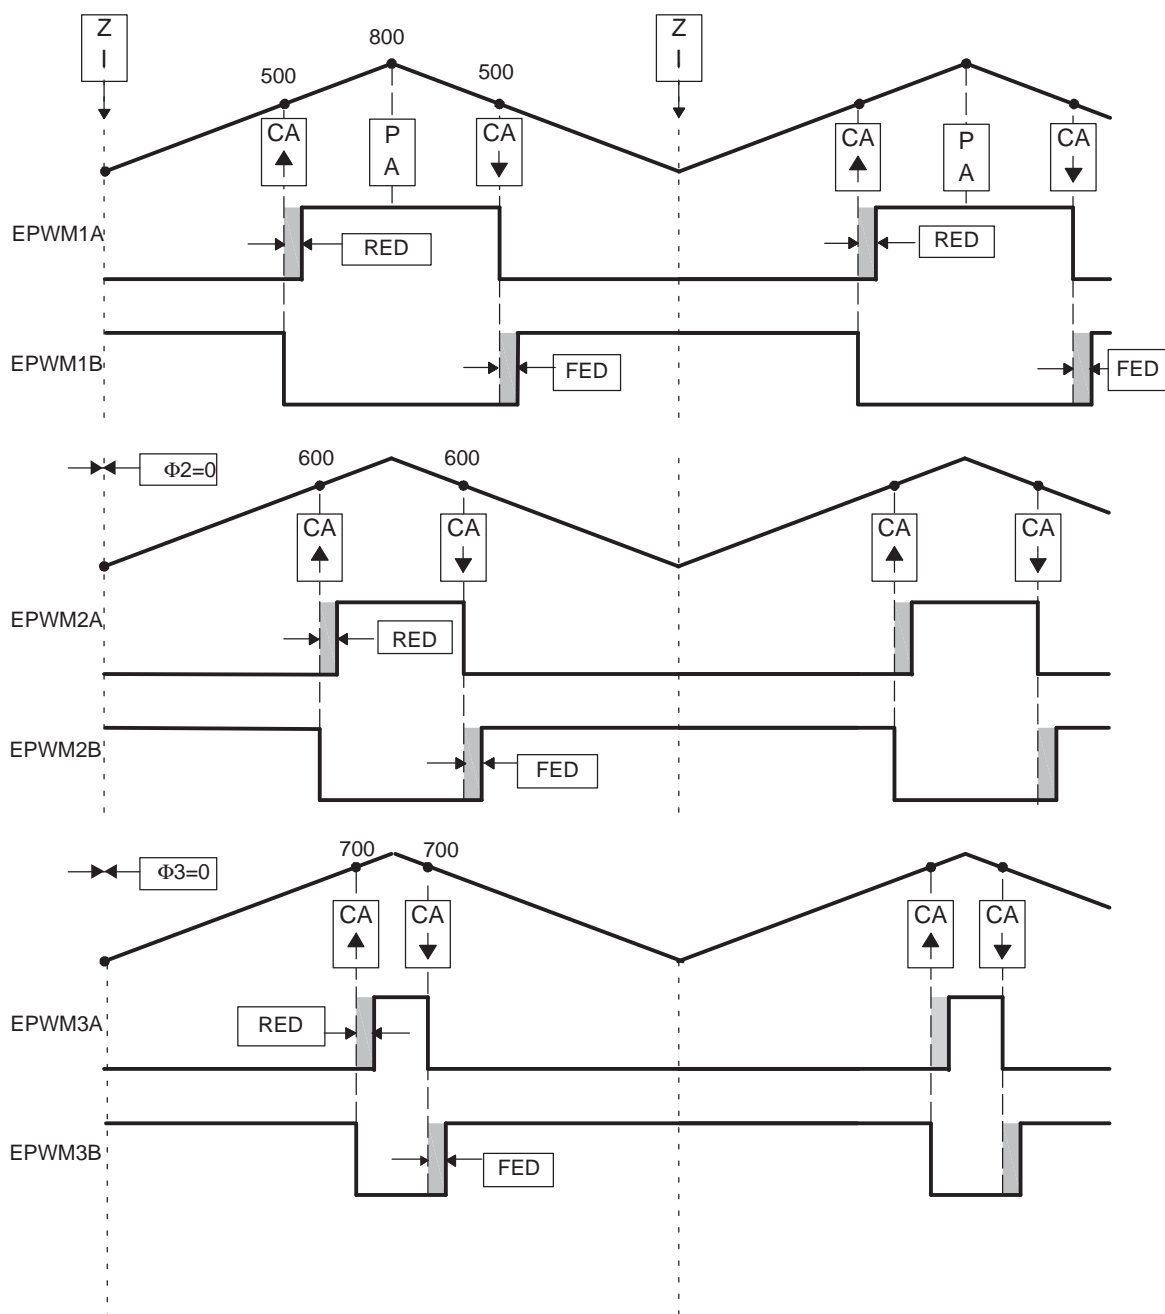 Z
I
800
Z
I
500
500
CA
P
A
CA
CA
P
A
CA
EPWM1A
RED
RED
EPWM1B
FED
FED
Φ2=0
600
600
CA
CA
CA
CA
EPWM2A
RED
EPWM2B
FED
Φ3=0
700
700
CA
CA
CA
CA
EPWM3A
RED
EPWM3B
FED